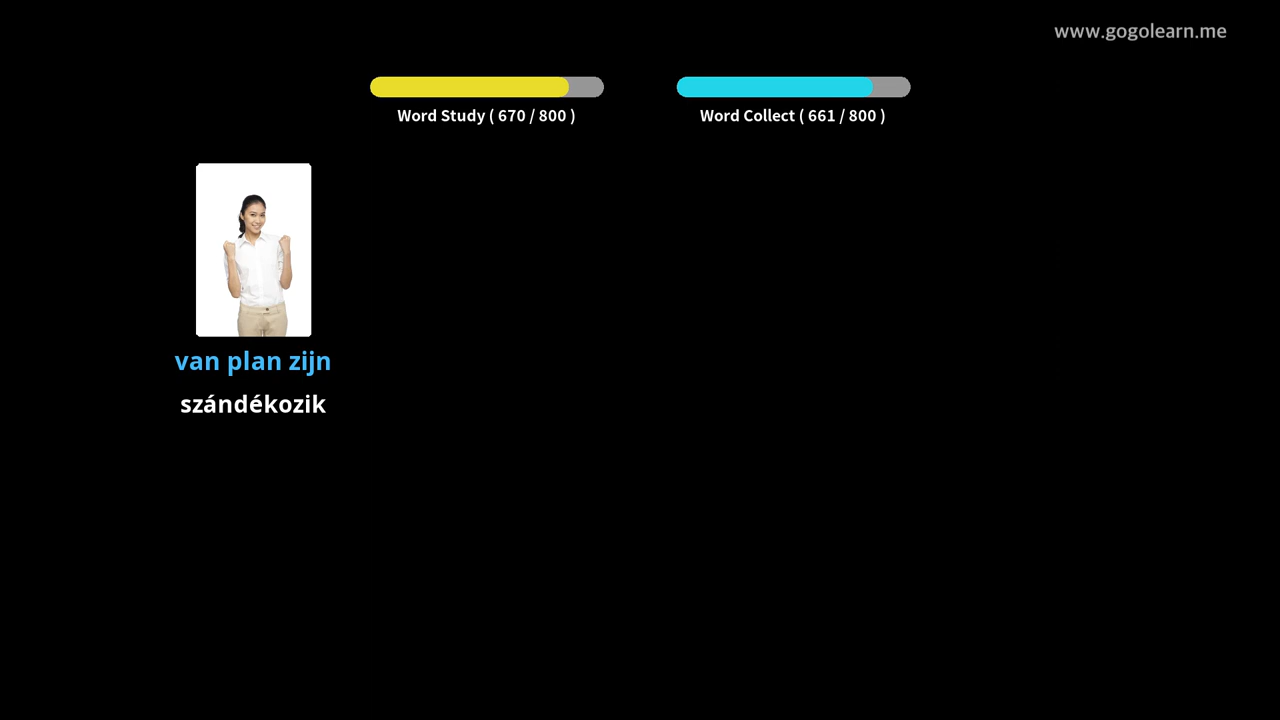 www.gogolearn.me
Word Study ( 670 / 800 )
Word Collect ( 661 / 800 )
van plan zijn
szándékozik